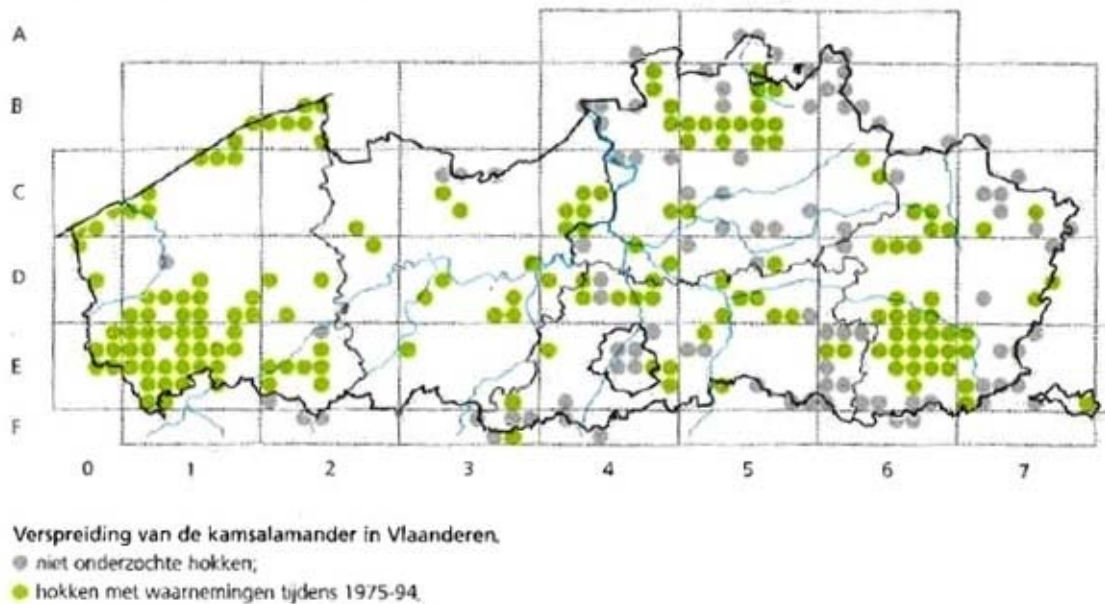 A
B
C
D
E
F
0 1 2 3 4 5 6 7
Verspreiding van de kamsalamander in Vlaanderen.
niet onderzochte hokken;
hokken met waarnemingen tijdens 1975-94.